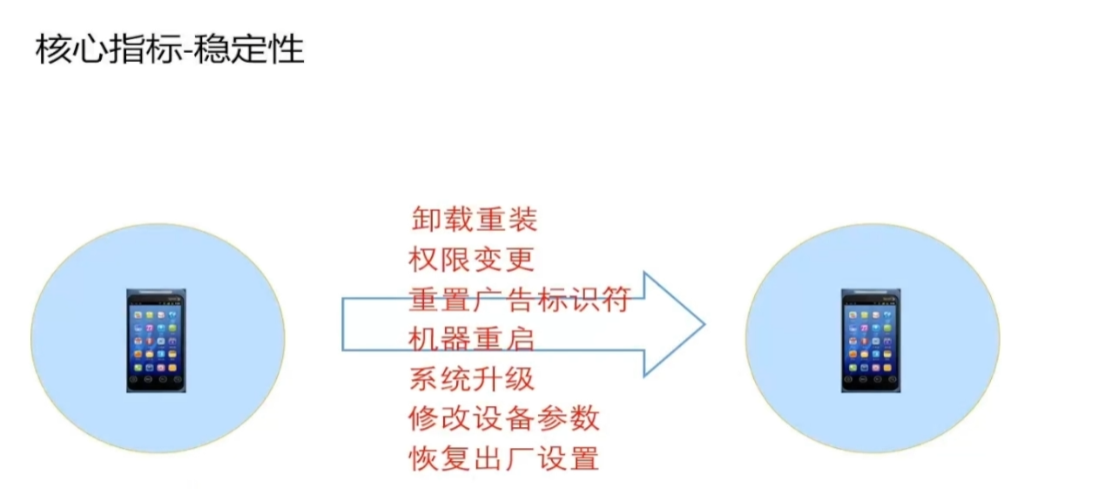 核心指标-稳定性
卸载重装
权限变更
重置广告标识符
机器重启
系统升级
修改设备参数
恢复出厂设置